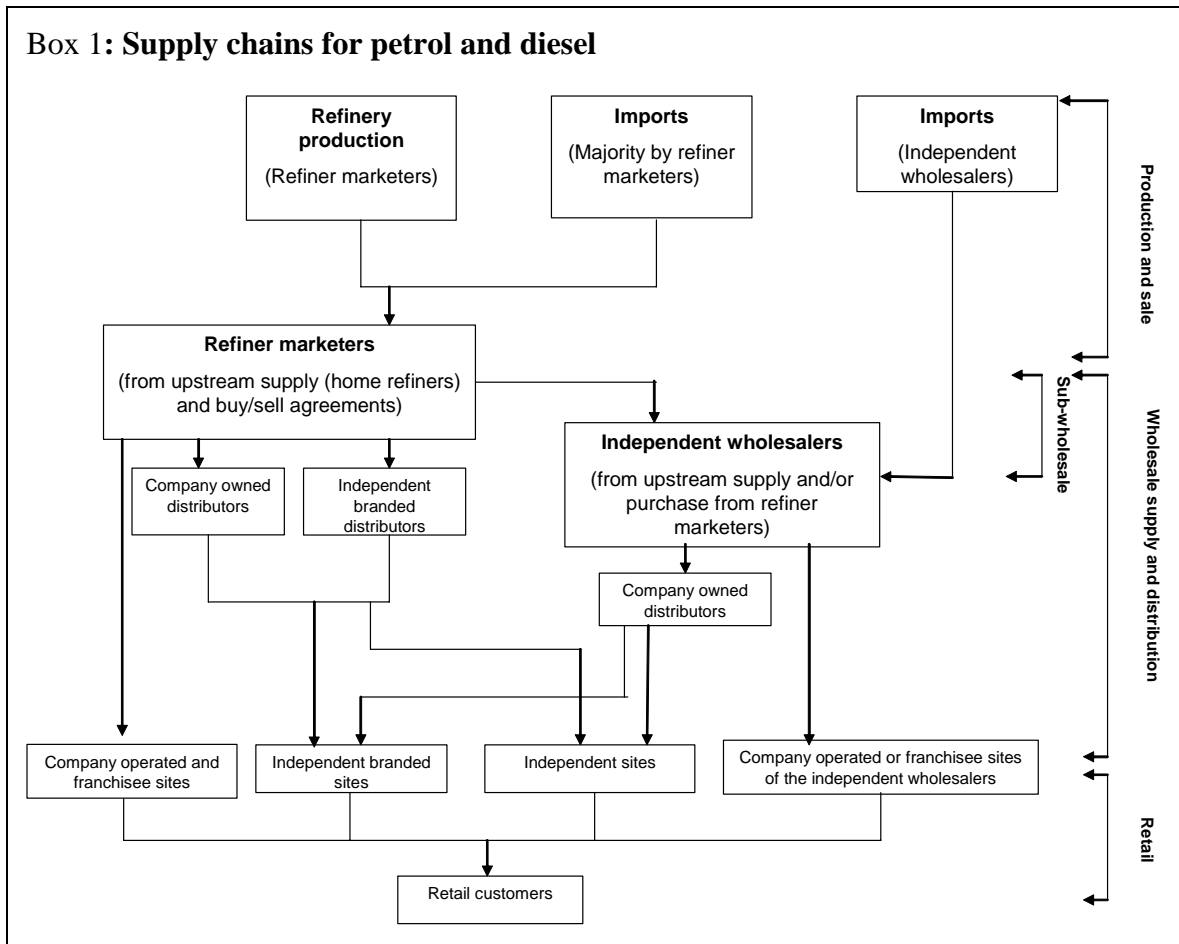 Box 1: Supply chains for petrol and diesel
Refinery
production
(Refiner marketers)
Imports
(Majority by refiner
marketers)
Imports
(Independent
wholesalers)
Production and sale
Refiner marketers
(from upstream supply (home refiners)
and buy/sell agreements)
Sub-wholesale
Wholesale supply and distribution
Independent wholesalers
(from upstream supply and/or
purchase from refiner
marketers)
Company owned
distributors
Independent
branded
distributors
Company owned
distributors
Company operated and
franchisee sites
Independent branded
sites
Independent sites
Company operated or franchisee sites
of the independent wholesalers
Retail
Retail customers